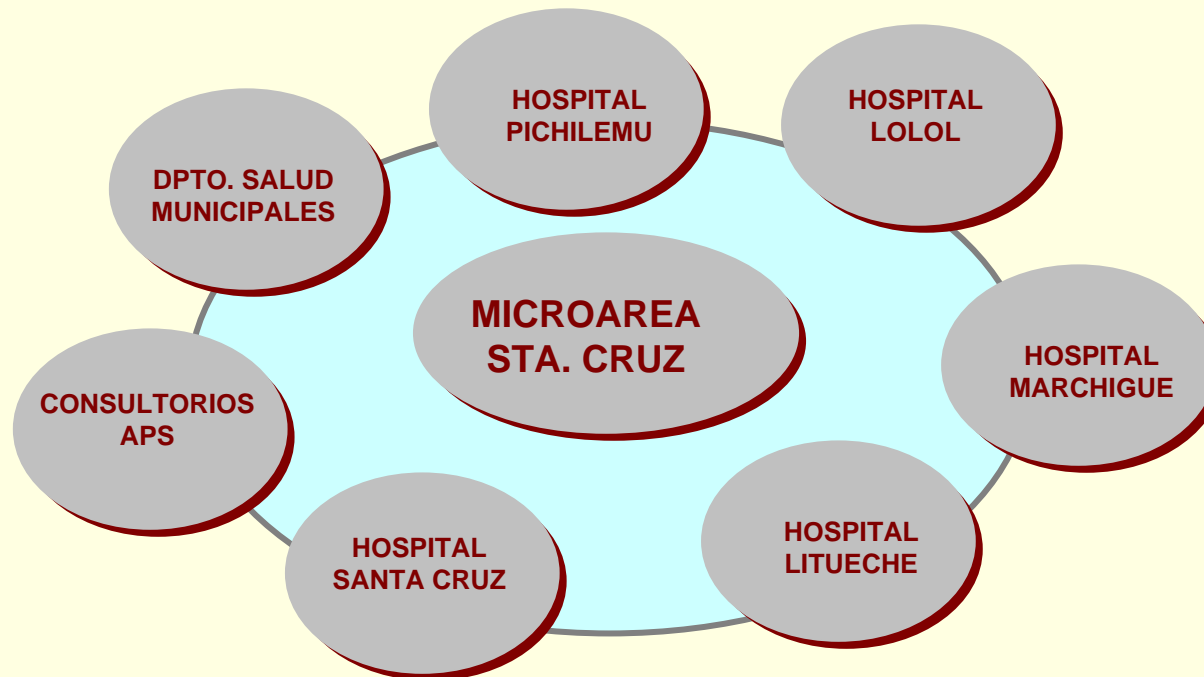 HOSPITAL
PICHILEMU
HOSPITAL
LOLOL
DPTO. SALUD
MUNICIPALES
MICROAREA
STA. CRUZ
HOSPITAL
MARCHIGUE
CONSULTORIOS
APS
HOSPITAL
SANTA CRUZ
HOSPITAL
LITUECHE